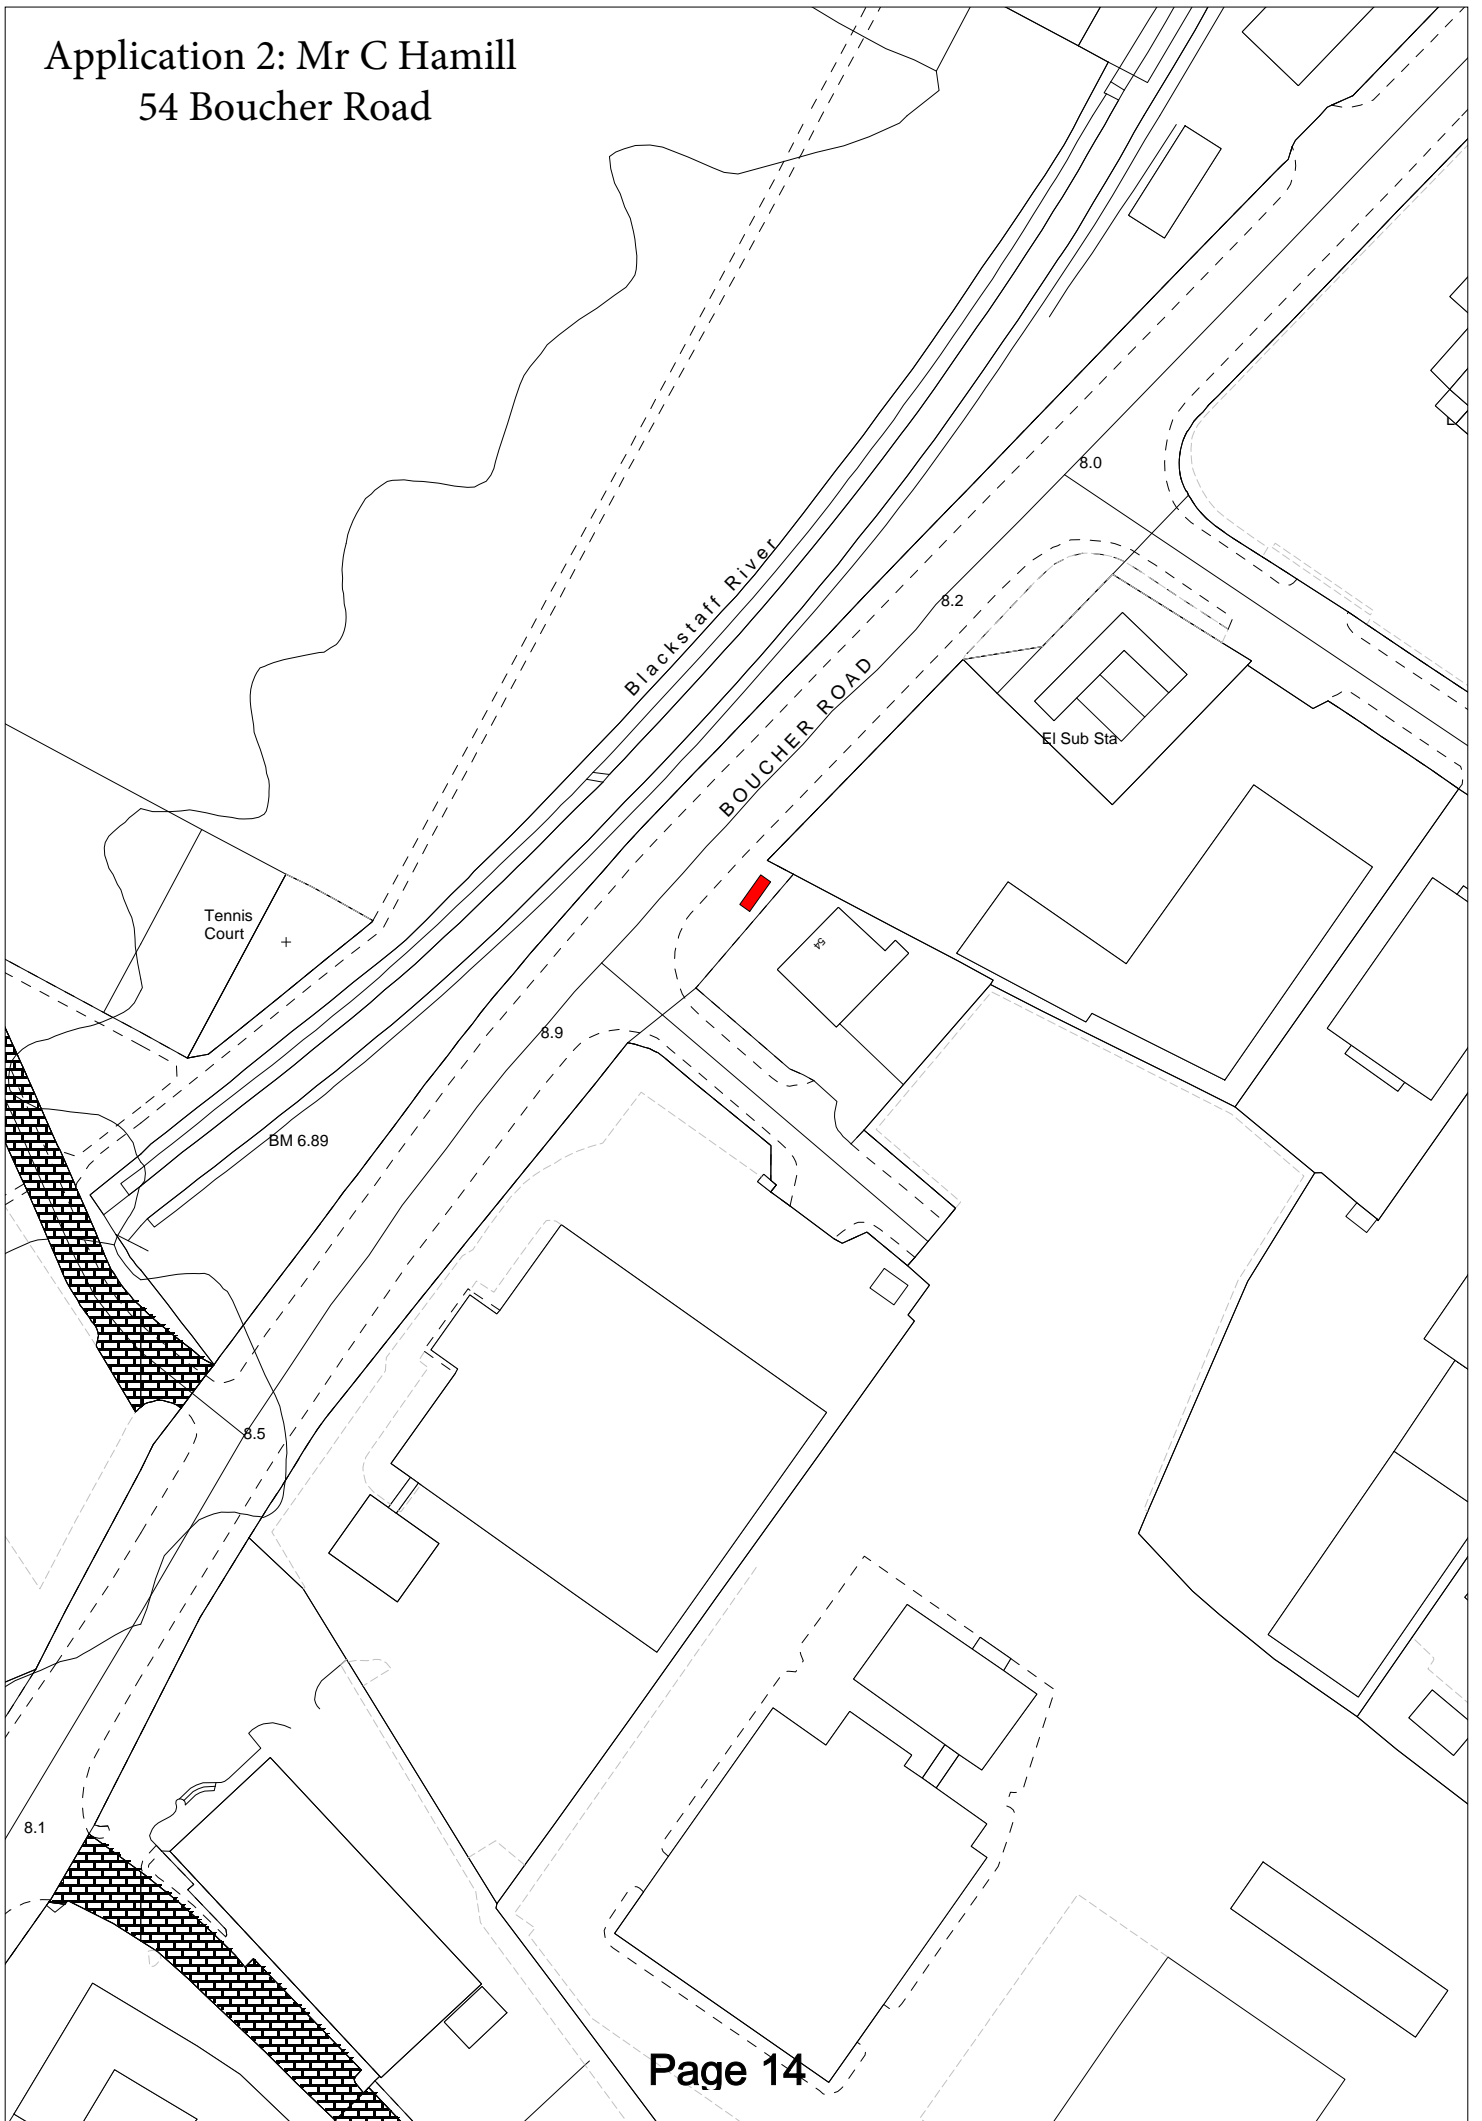 Application 2: Mr C Hamill
54 Boucher Road
8.0
Blackstaff River
8.2
BOUCHER ROAD
El Sub Sta
Tennis
Court
54
8.9
BM 6.89
8.5
8.1
Page 14